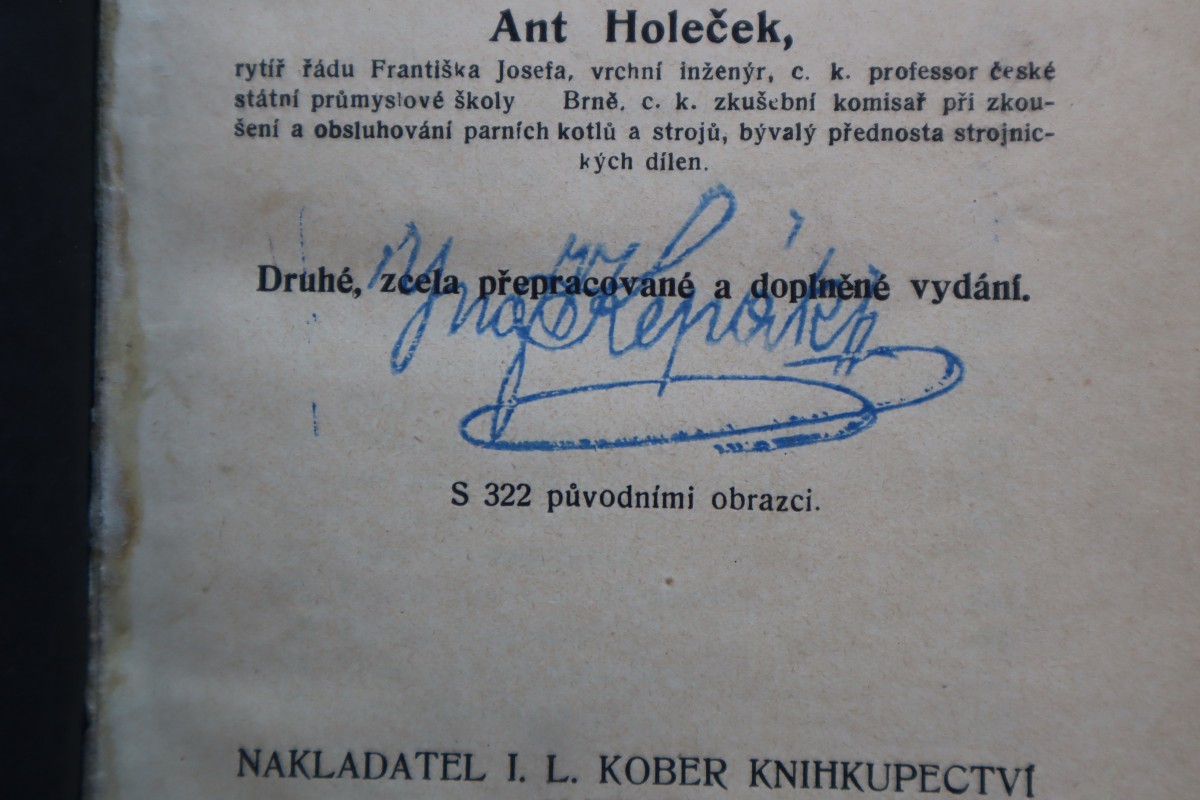 Ant Holeček,
rytíř řádu Františka Josefa, vrchní inženýr, c. k. professor české
státní průmyslové školy Brně, c. k. zkušební komisař při zkou-
šení a obsluhování parních kotlů a strojů, bývalý přednosta strojnic-
kých dílen.
Druhé, zcela přepracované a doplněné vydání.
S 322 původními obrazci.
NAKLADATEL I. L. KOBER KNIHKUPECTVÍ